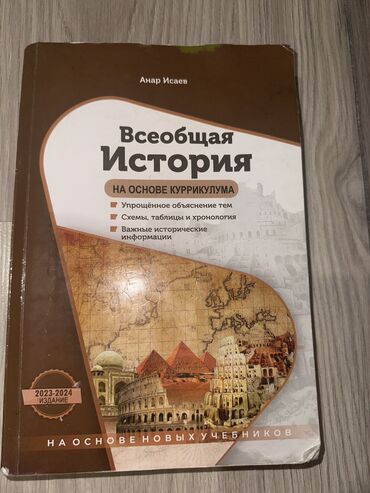 Анар Исаев
Всеобщая
История
НА ОСНОВЕ КУРРИКУЛУМА
Упрощённое объяснение тем
Схемы, таблицы и хронология
Важные исторические
информации
2023-2024
ИЗДАНИЕ
НА ОСНОВЕ НОВЫХ УЧЕБНИКОВ